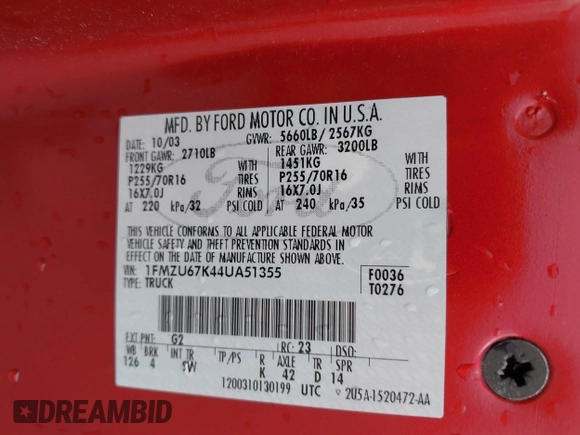 MFD. BY FORD MOTOR CO. IN U.S.A.
DATE: 10/03 GVWR: 5660LB / 2567KG
FRONT GAWR: 2710LB REAR GAWR: 3200LB
1229KG WITH 1451KG WITH
P255/70R16 TIRES P255/70R16 TIRES
16X7.0J RIMS 16X7.0J RIMS
AT 220 kPa/32 PSI COLD AT 240 kPa/35 PSI COLD
Ford
THIS VEHICLE CONFORMS TO ALL APPLICABLE FEDERAL MOTOR
VEHICLE SAFETY AND THEFT PREVENTION STANDARDS IN
EFFECT ON THE DATE OF MANUFACTURE SHOWN ABOVE.
VIN: 1FMZU67K44UA51355 F0036
TYPE: TRUCK T0276
EXT PNT: G2 RC: 23 DSO:
WB BRK INT TR TP/PS R AXLE TR SPR
126 4 SW K 42 D 14
1200310130199 UTC 2U5A-1520472-AA
DREAMBID